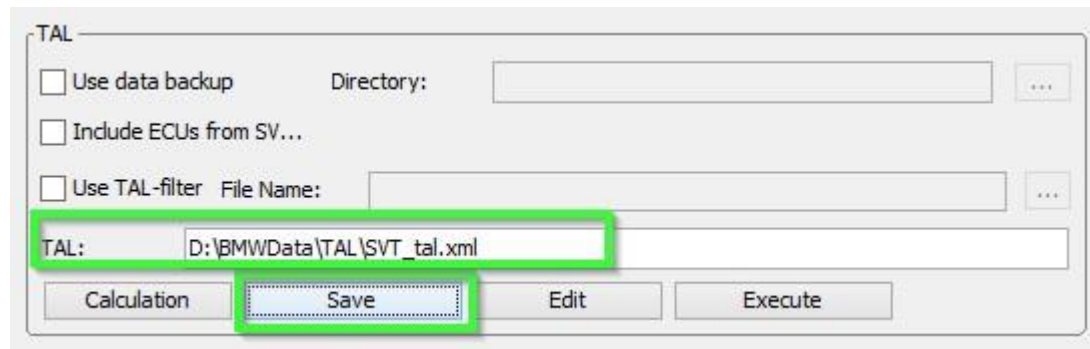 TAL
Use data backup Directory: ...
Include ECUs from SV...
Use TAL-filter File Name: ...
TAL: D:\BMWData\TAL\SVT_tal.xml
Calculation Save Edit Execute